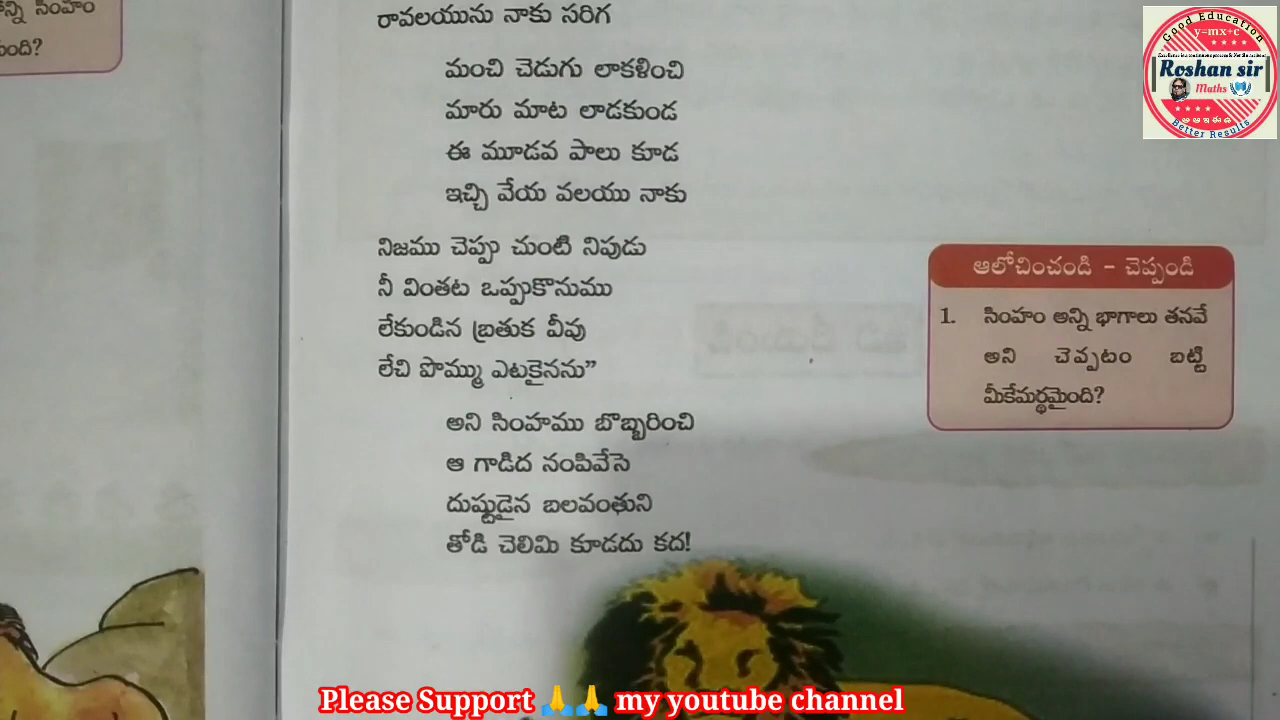 సింహం
రావలయును నాకు సరిగ
మంచి చెడుగు లాకళించి
మారు మాట లాడకుండ
ఈ మూడవ పాలు కూడ
ఇచ్చి వేయ వలయు నాకు
నిజము చెప్పు చుంటి నిపుడు
నీ వింతట ఒప్పుకొనుము
లేకుండిన బ్రతుక వీవు
లేచి పొమ్ము ఎటకైనను”
అని సింహము బొబ్బరించి
ఆ గాడిద నంపివేసె
దుష్టుడైన బలవంతుని
తోడి చెలిమి కూడదు కద!
ఆలోచించండి - చెప్పండి
1. సింహం అన్ని భాగాలు తనవే
అని చెప్పటం బట్టి
మీకేమర్థమైంది?
Good Education
y=mx+c
Roshan sir
Maths
Better Results
Please Support 🙏🙏 my youtube channel